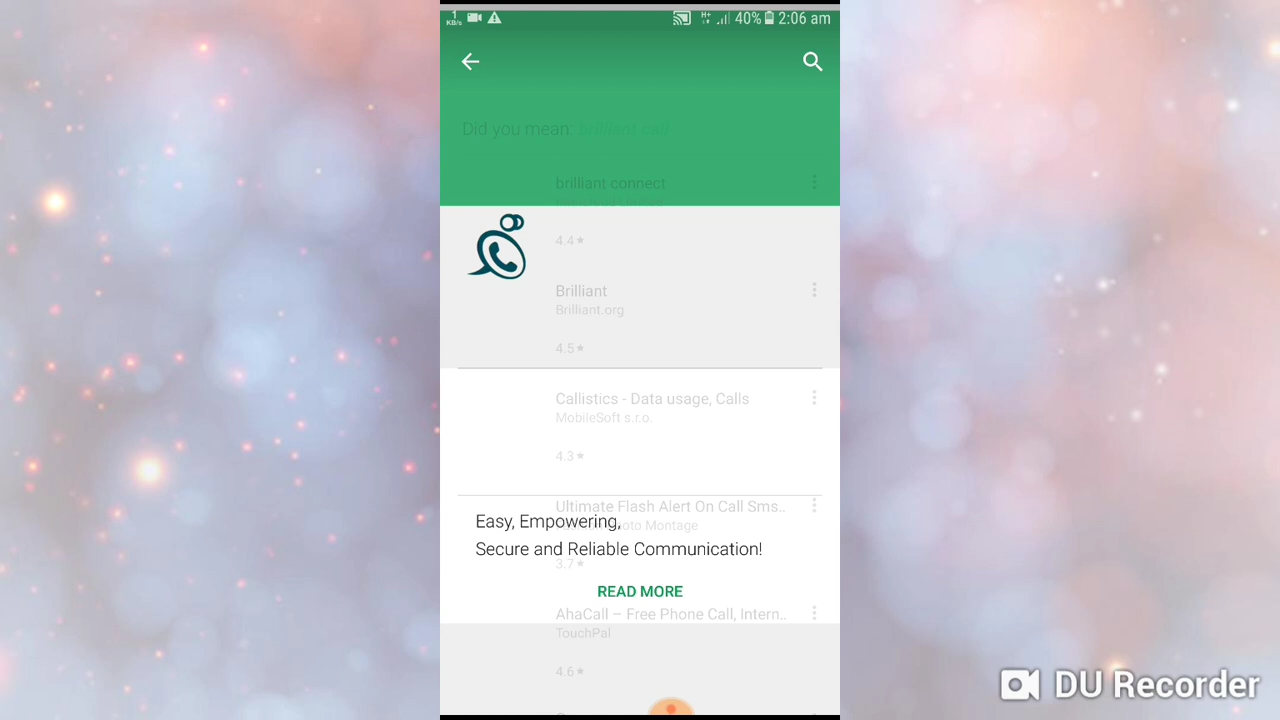 1
KB/s
H+
40%
2:06 am
Did you mean: brilliant call
brilliant connect
4.4
Brilliant
Brilliant.org
4.5
Callistics - Data usage, Calls
MobileSoft s.r.o.
4.3
Ultimate Flash Alert On Call Sms..
Easy, Empowering,
oto Montage
Secure and Reliable Communication!
3.7
READ MORE
AhaCall – Free Phone Call, Intern..
TouchPal
4.6
DU Recorder